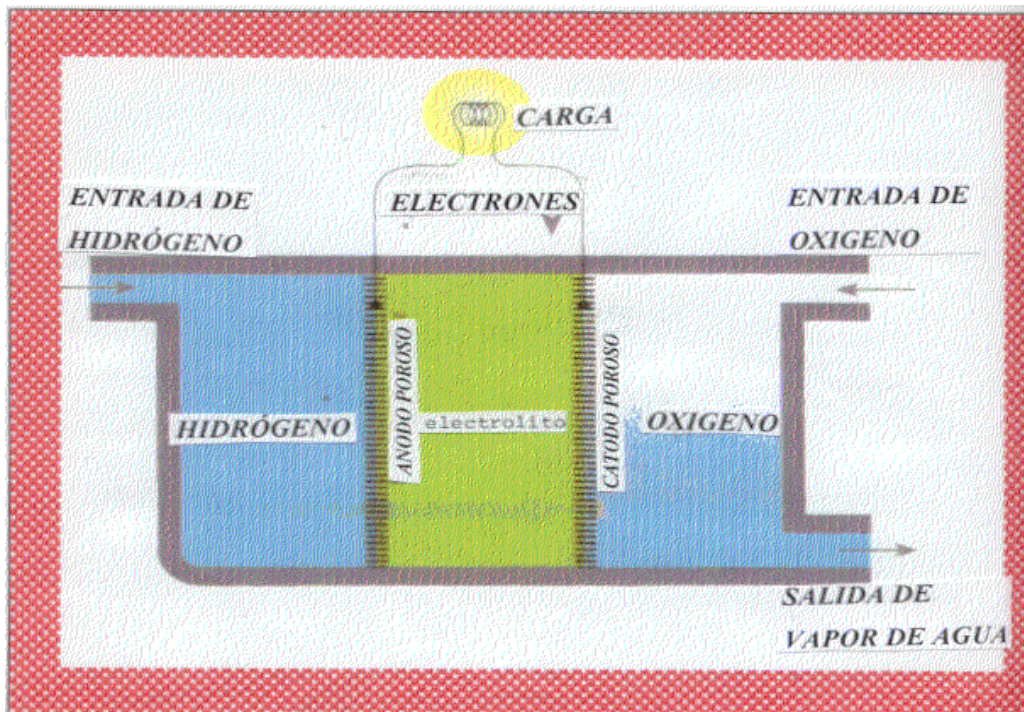 CARGA
ENTRADA DE
HIDRÓGENO
ELECTRONES
ENTRADA DE
OXIGENO
HIDRÓGENO
ANODO POROSO
electrolito
CATODO POROSO
OXIGENO
SALIDA DE
VAPOR DE AGUA